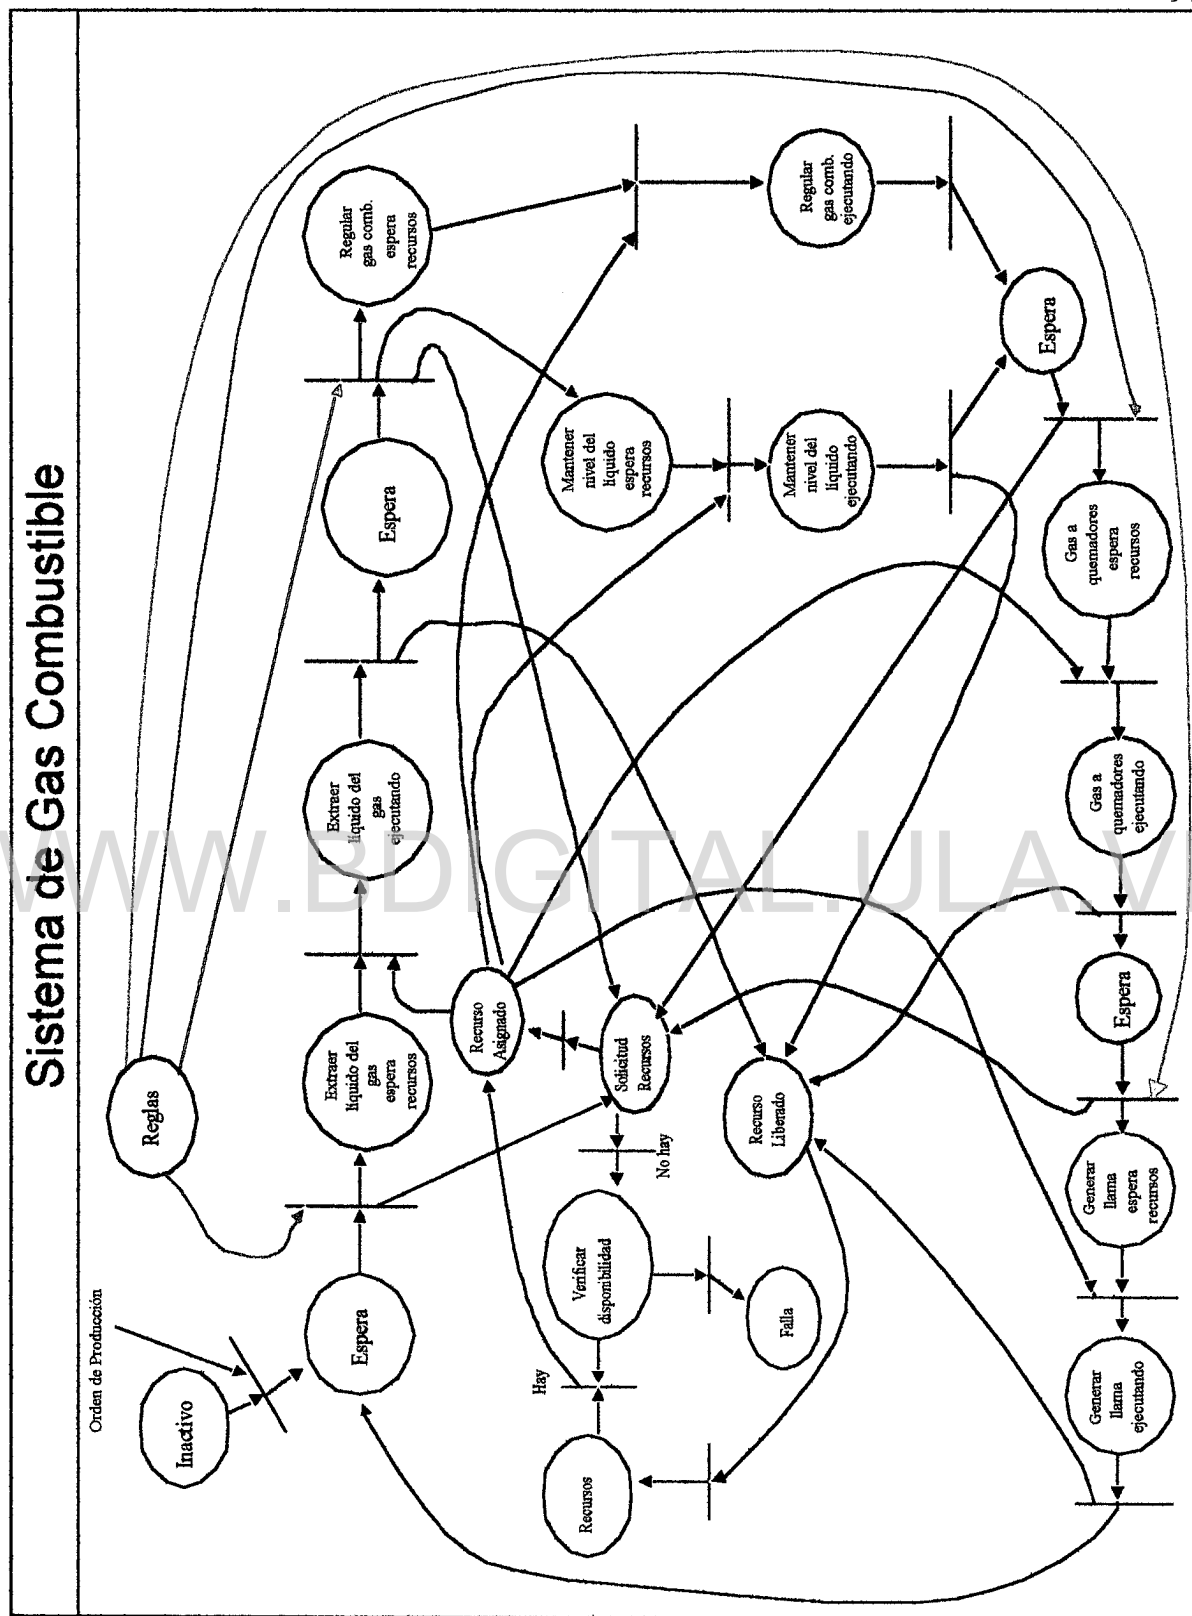 Sistema de Gas Combustible
Orden de Producción
Inactivo
Espera
Reglas
Extraer
líquido del
gas
espera
recursos
Extraer
líquido del
gas
ejecutando
Espera
Regular
gas comb.
espera
recursos
Recursos
Hay
Verificar
disponibilidad
No hay
Falla
Recurso
Asignado
Solicitud
Recursos
Recurso
Liberado
Mantener
nivel del
líquido
espera
recursos
Mantener
nivel del
líquido
ejecutando
Regular
gas comb.
ejecutando
Espera
Gas a
quemadores
espera
recursos
Gas a
quemadores
ejecutando
Espera
Generar
llama
espera
recursos
Generar
llama
ejecutando
WWW.BDIGITAL.ULA.V